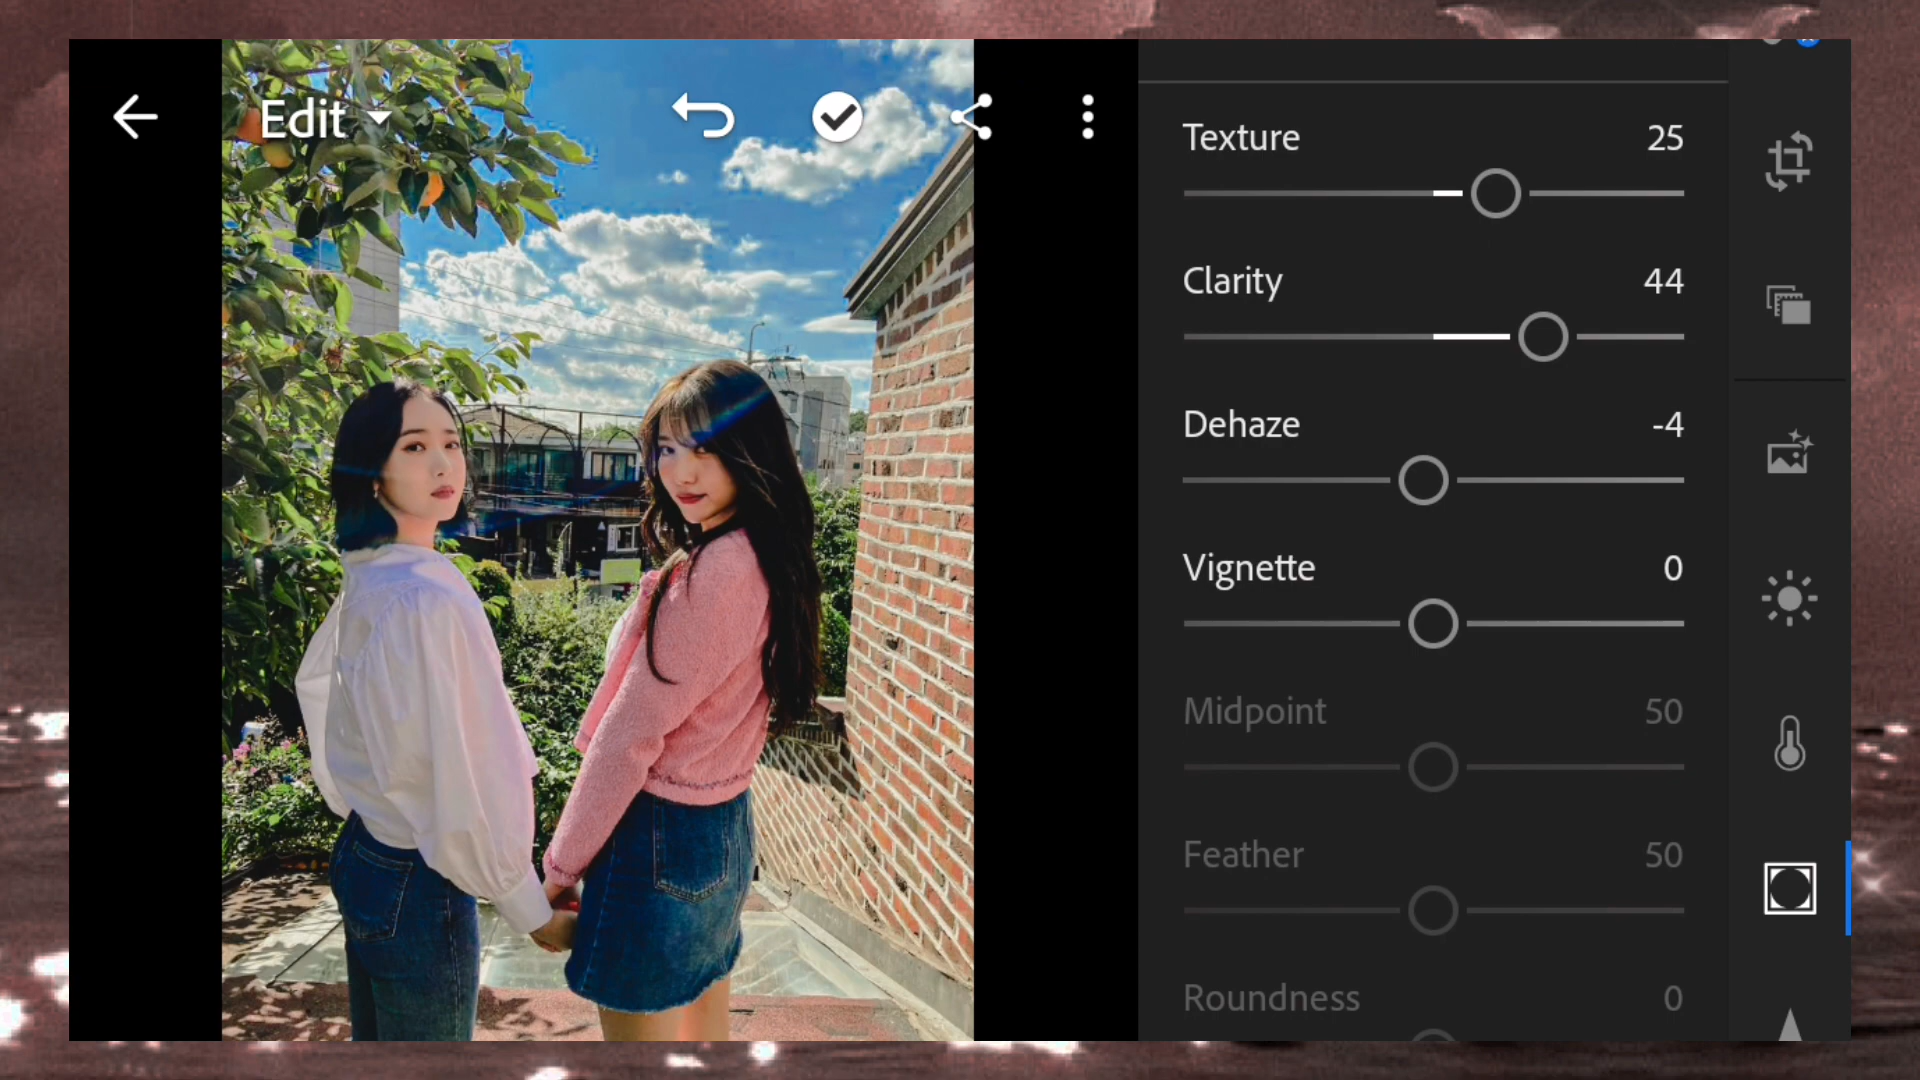 Edit
Texture 25
Clarity 44
Dehaze -4
Vignette 0
Midpoint 50
Feather 50
Roundness 0